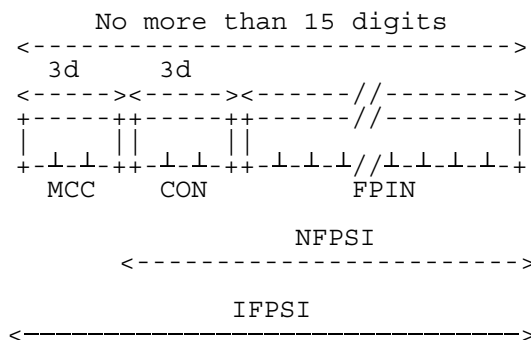 No more than 15 digits
3d 3d
MCC CON FPIN
NFPSI
IFPSI